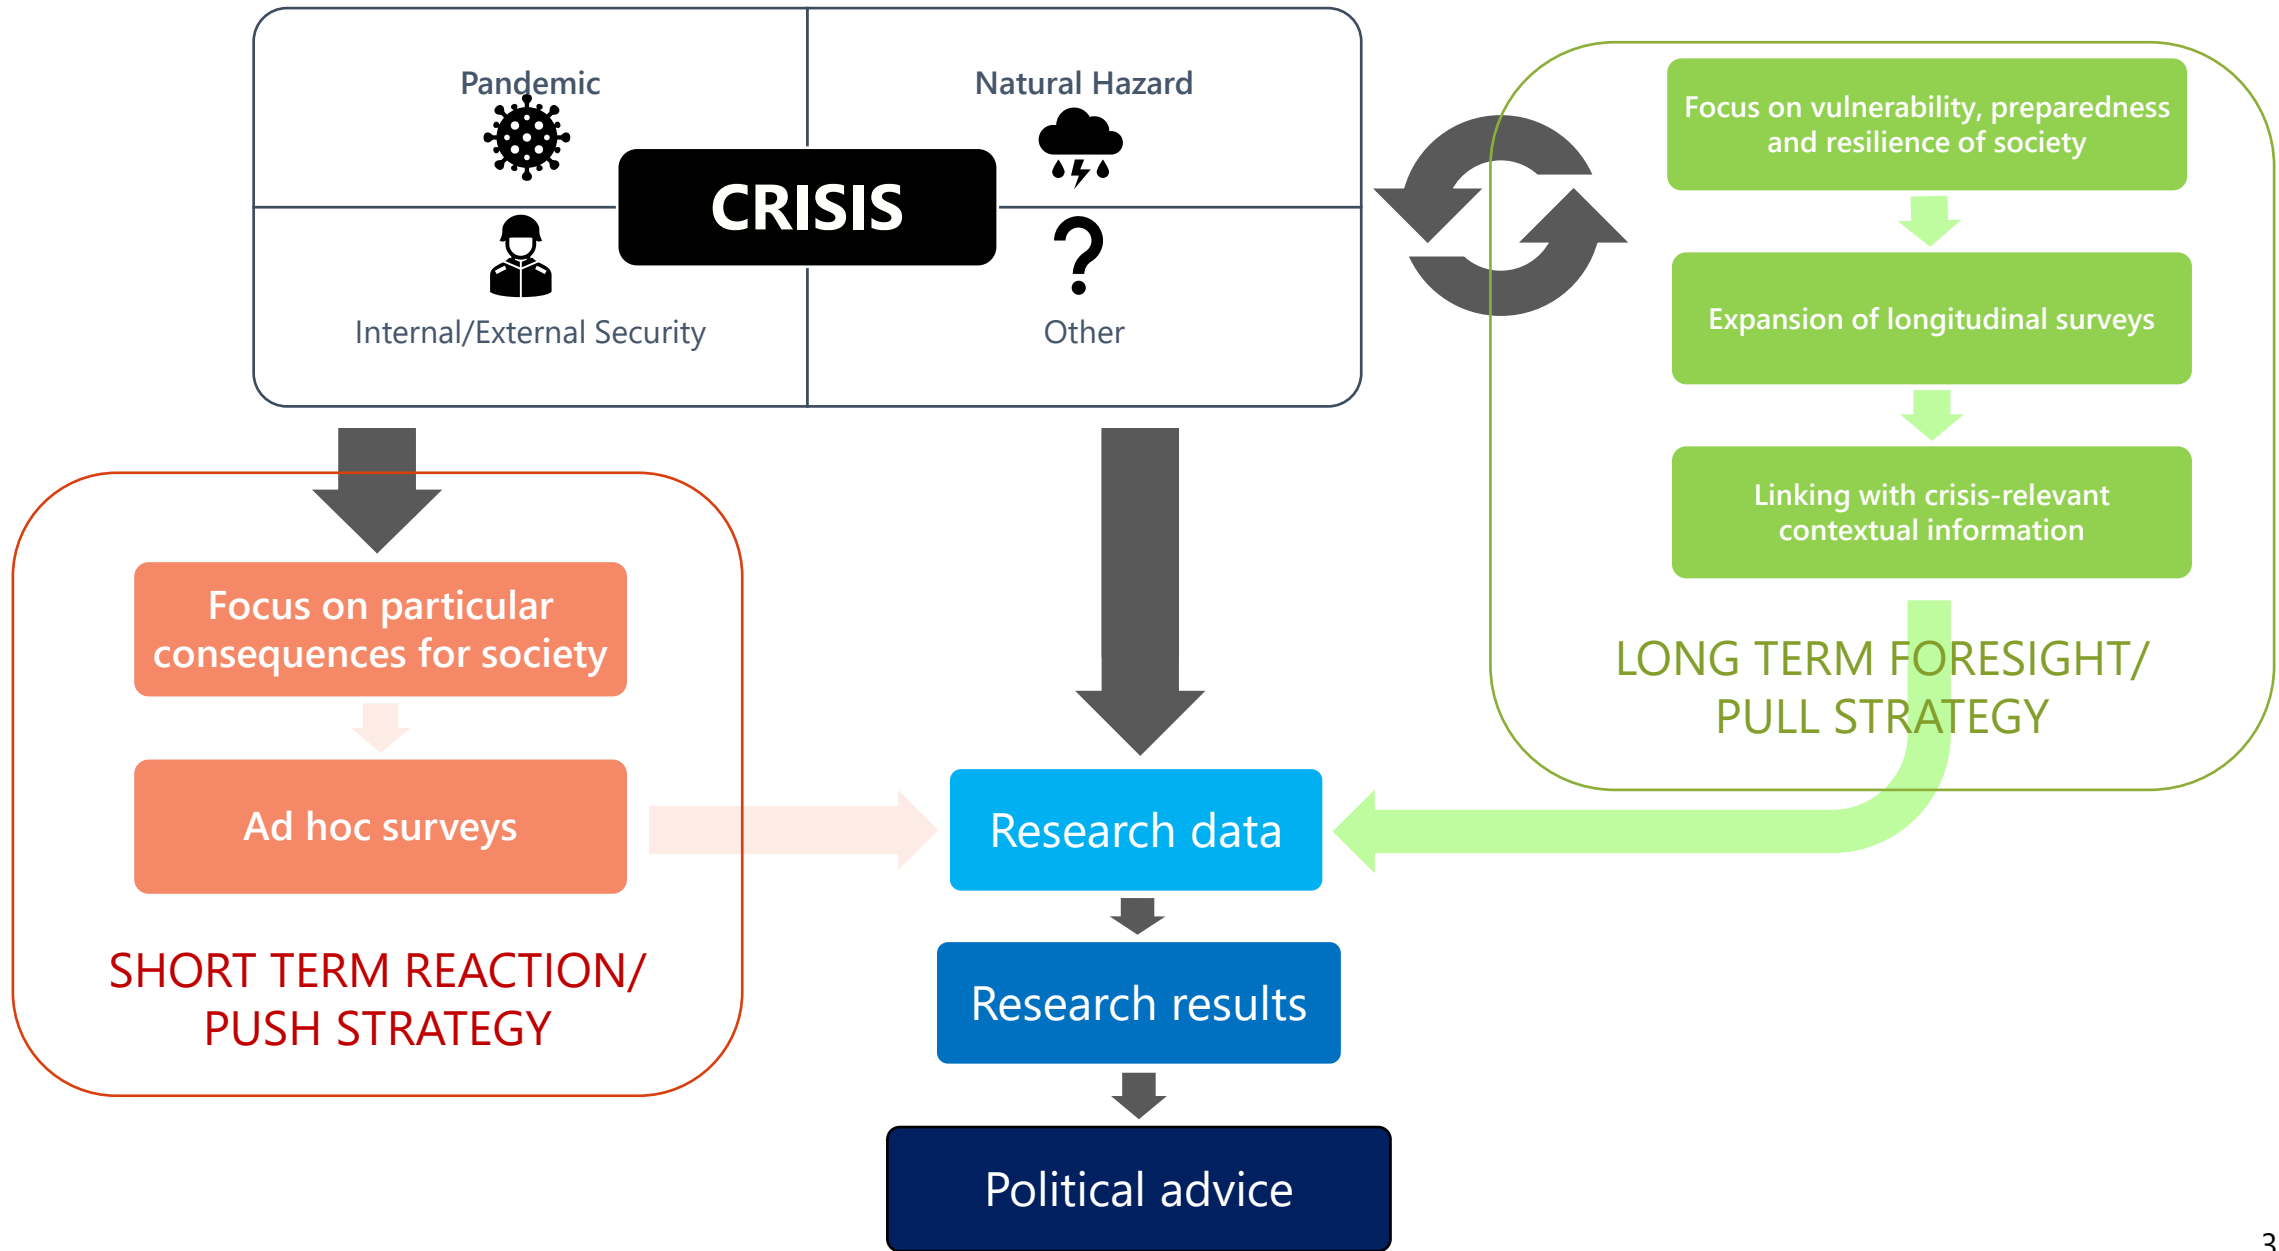 Pandemic
Natural Hazard
CRISIS
Internal/External Security
Other
Focus on vulnerability, preparedness
and resilience of society
Expansion of longitudinal surveys
Linking with crisis-relevant
contextual information
LONG TERM FORESIGHT/
PULL STRATEGY
Focus on particular
consequences for society
Ad hoc surveys
SHORT TERM REACTION/
PUSH STRATEGY
Research data
Research results
Political advice
3